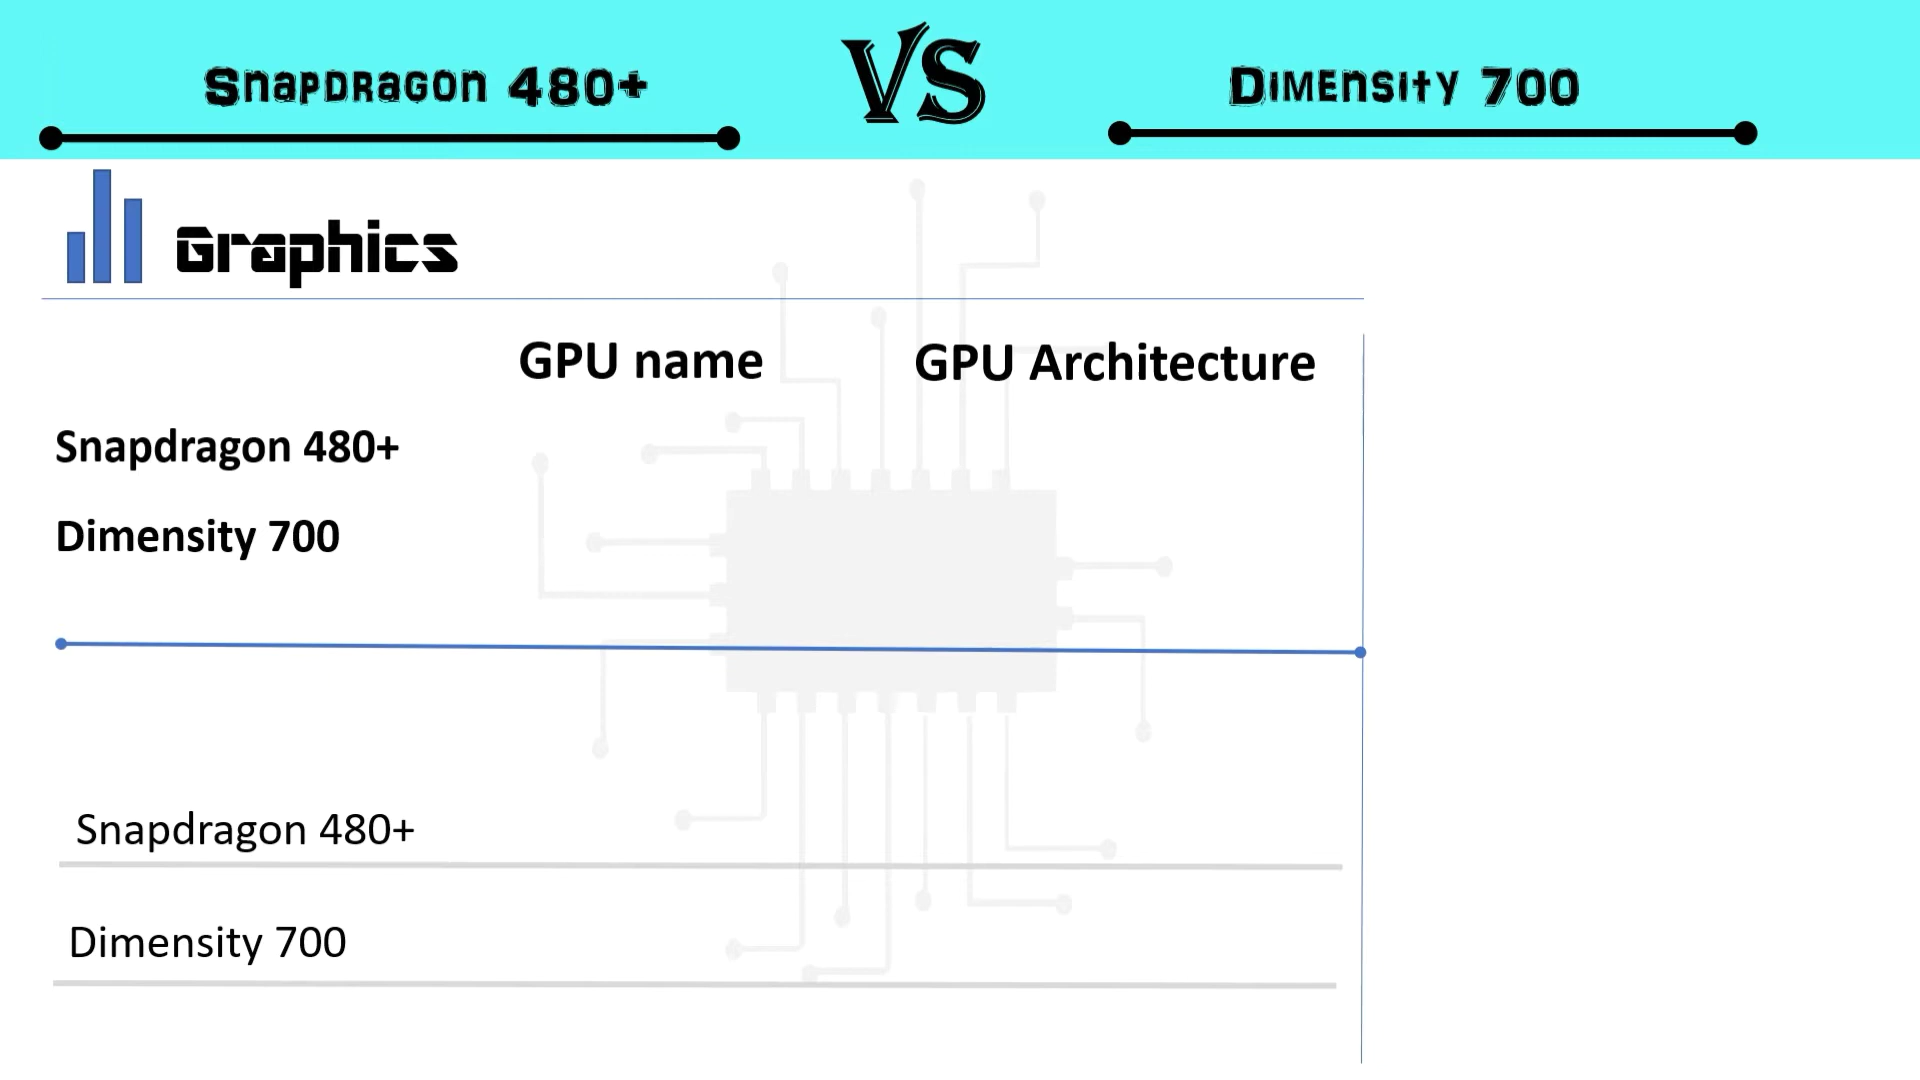 Snapdragon 480+ VS Dimensity 700
Graphics
GPU name GPU Architecture
Snapdragon 480+
Dimensity 700
Snapdragon 480+
Dimensity 700